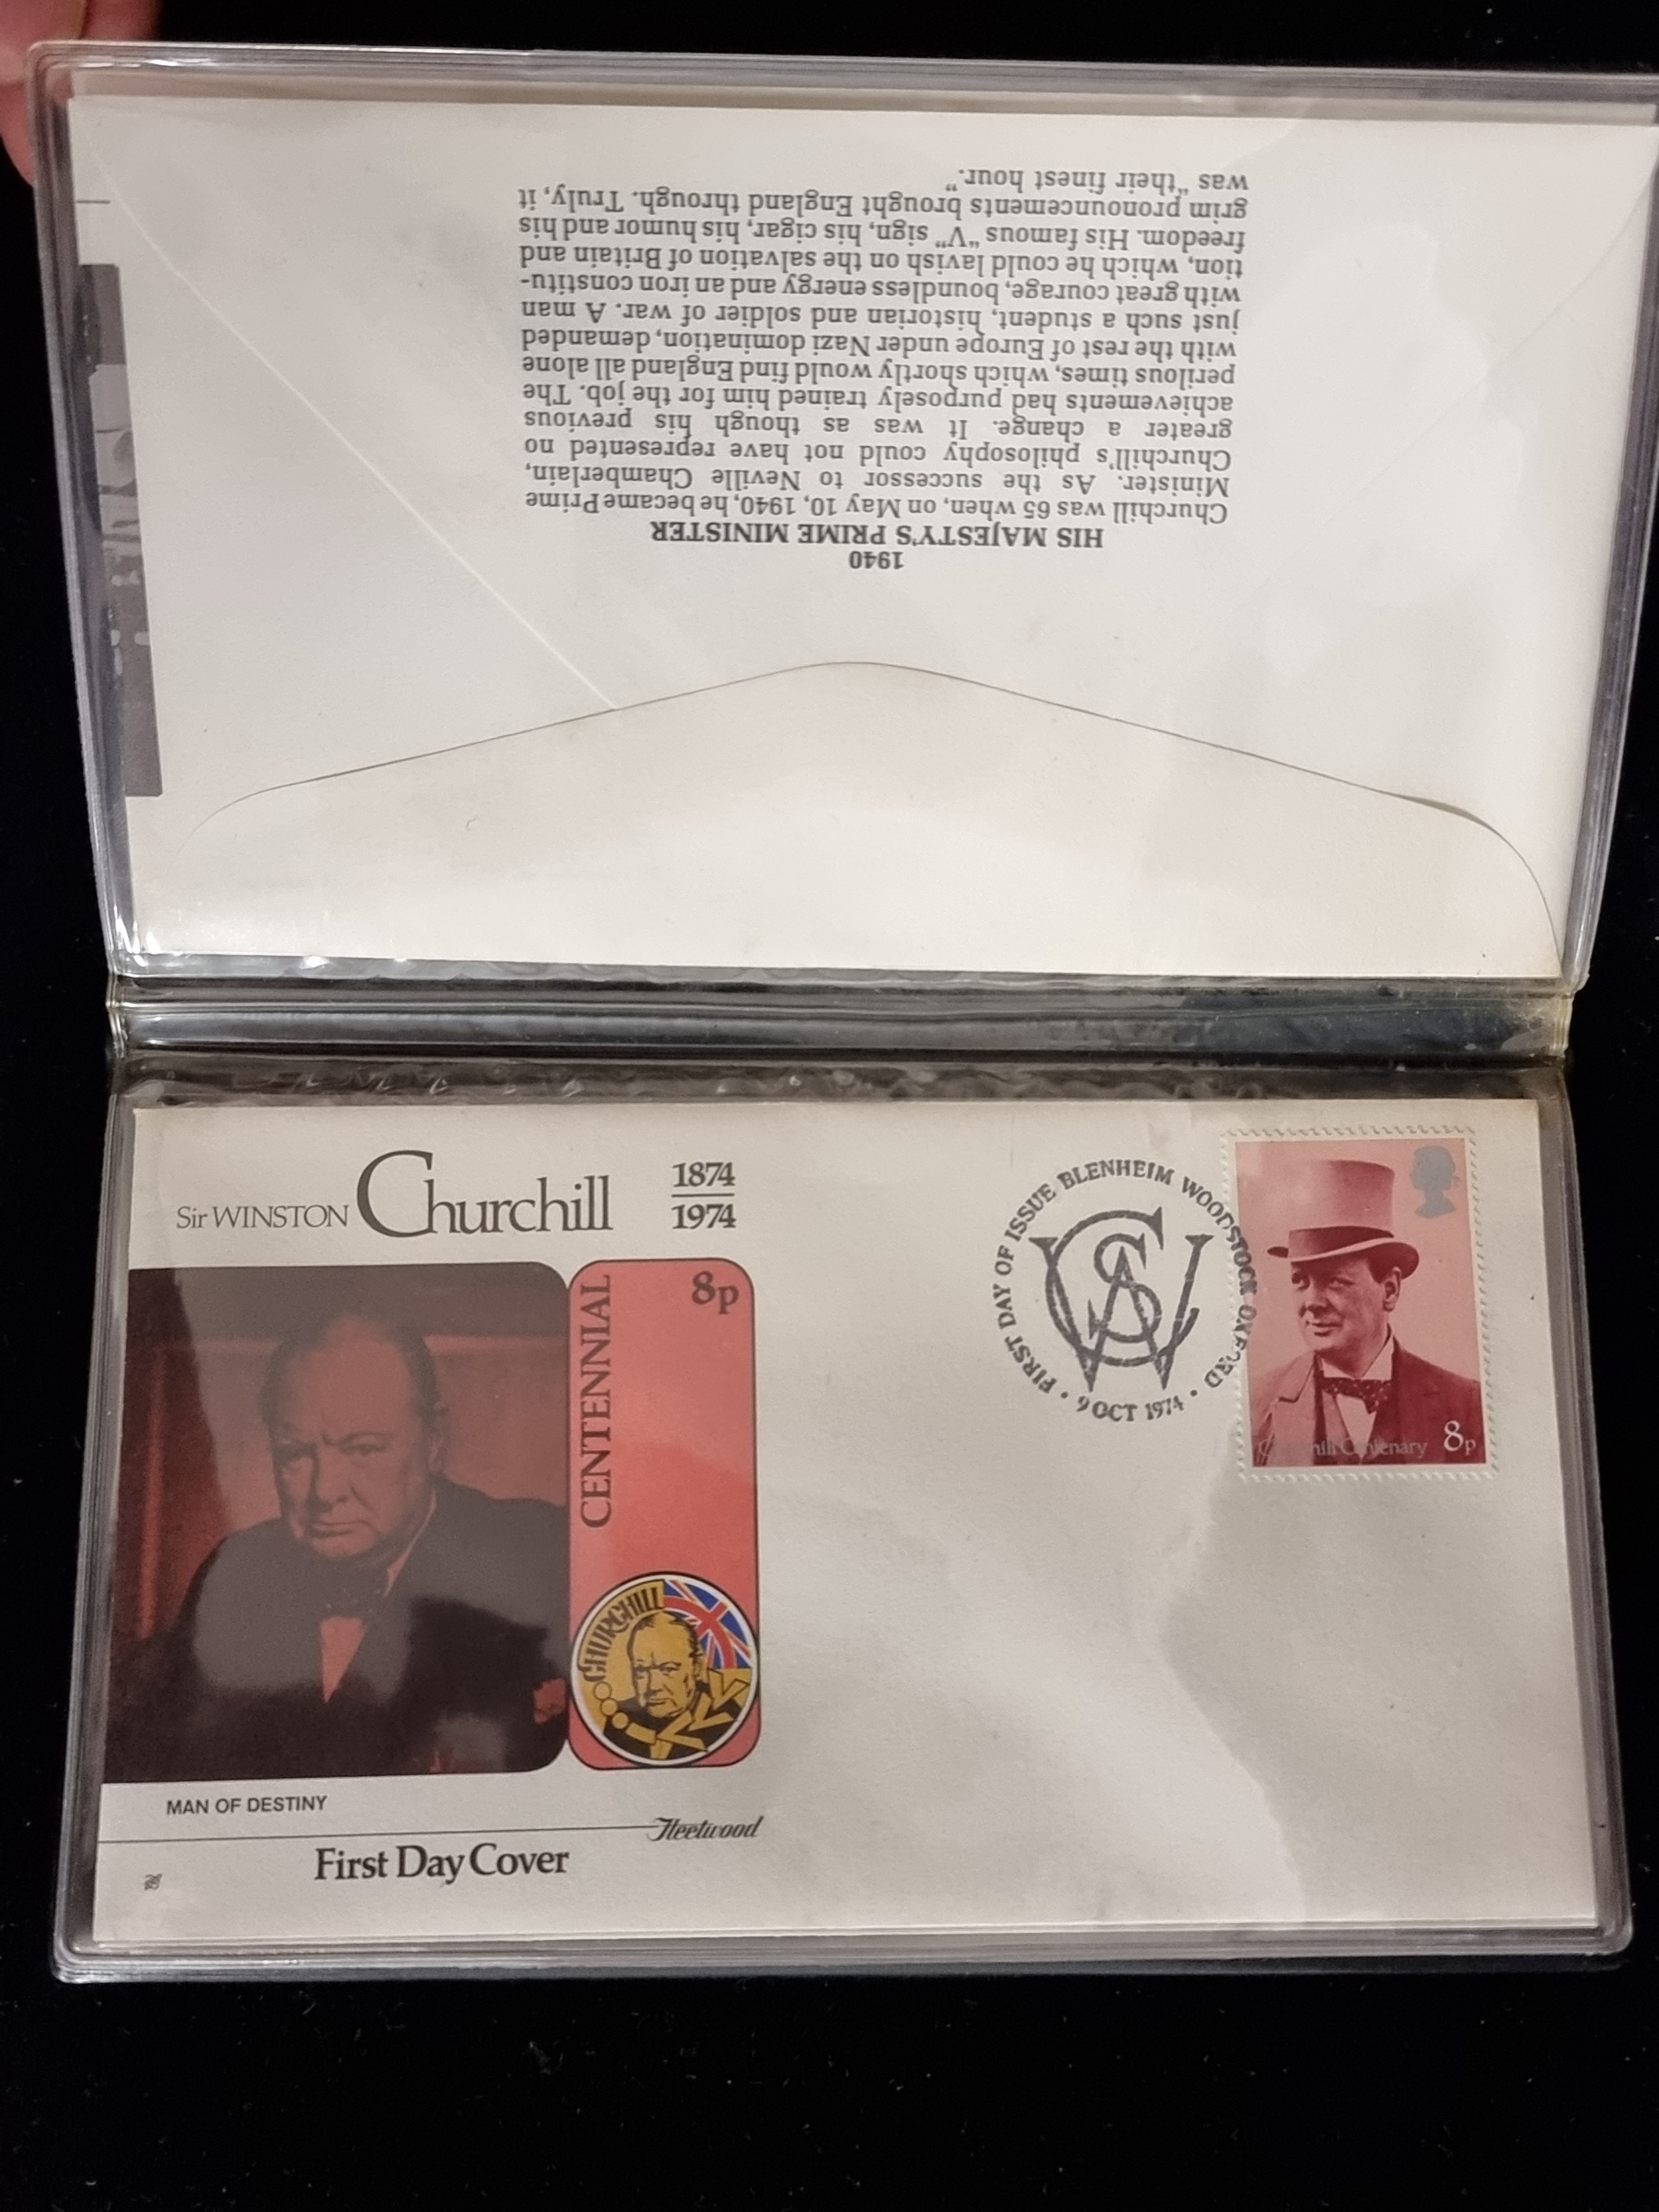 1940
HIS MAJESTY'S PRIME MINISTER
Churchill was 65 when, on May 10, 1940, he became Prime
Minister. As the successor to Neville Chamberlain,
Churchill's philosophy could not have represented no
greater a change. It was as though his previous
achievements had purposely trained him for the job. The
perilous times, which shortly would find England all alone
with the rest of Europe under Nazi domination, demanded
just such a student, historian and soldier of war. A man
with great courage, boundless energy and an iron constitu-
tion, which he could lavish on the salvation of Britain and
freedom. His famous "V" sign, his cigar, his humor and his
grim pronouncements brought England through. Truly, it
was "their finest hour."
Sir WINSTON Churchill
1874
1974
CENTENNIAL
8p
CHURCHILL
MAN OF DESTINY
Fleetwood
First Day Cover
FIRST DAY OF ISSUE BLENHEIM WOODSTOCK OXFORD
WSC
9 OCT 1974
Churchill Centenary 8p